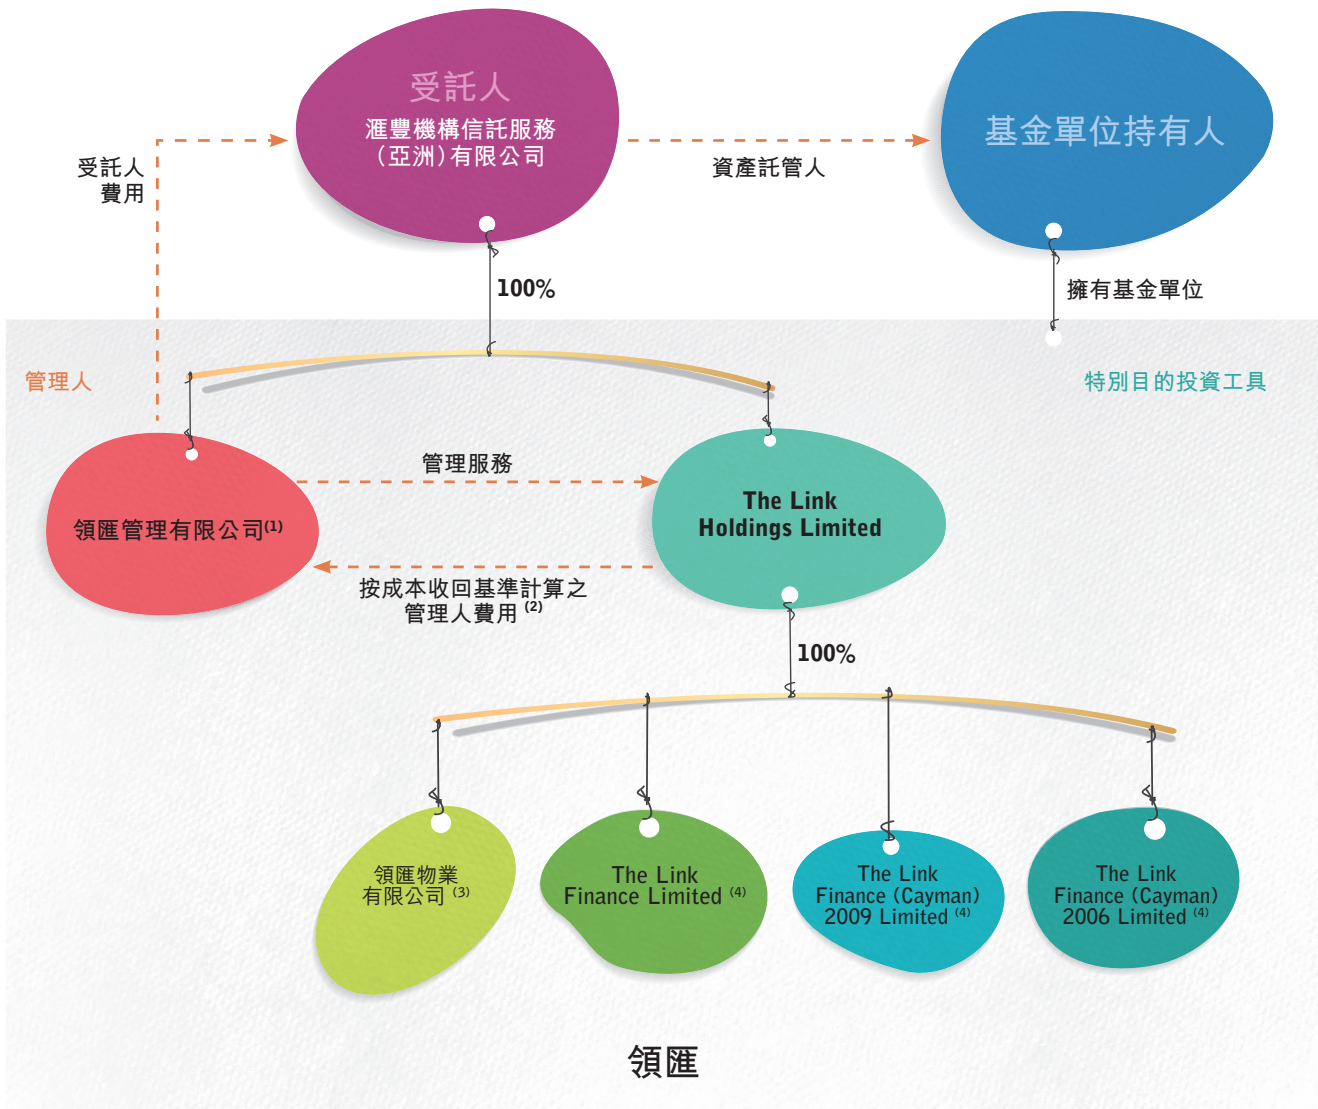 受託人
滙豐機構信託服務
（亞洲）有限公司
基金單位持有人
受託人
費用
資產託管人
100%
擁有基金單位
管理人
特別目的投資工具
管理服務
領匯管理有限公司(1)
The Link
Holdings Limited
按成本收回基準計算之
管理人費用 (2)
100%
領匯物業
有限公司 (3)
The Link
Finance Limited (4)
The Link
Finance (Cayman)
2009 Limited (4)
The Link
Finance (Cayman)
2006 Limited (4)
領匯